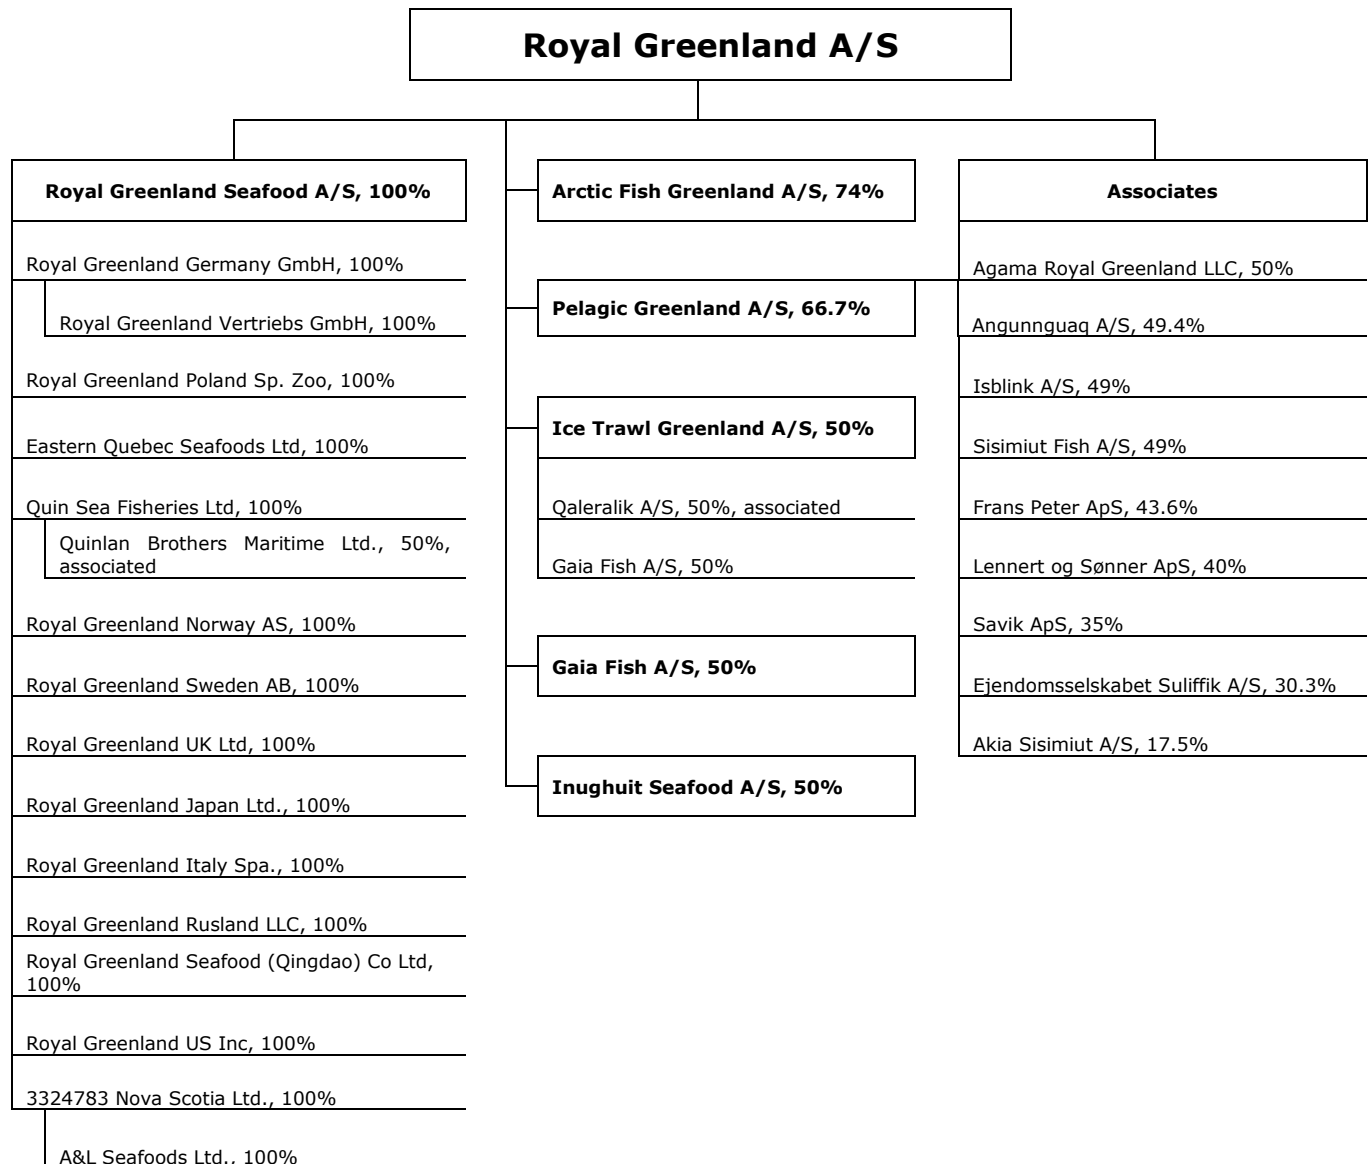 Royal Greenland A/S
Royal Greenland Seafood A/S, 100%
Royal Greenland Germany GmbH, 100%
Royal Greenland Vertriebs GmbH, 100%
Royal Greenland Poland Sp. Zoo, 100%
Eastern Quebec Seafoods Ltd, 100%
Quin Sea Fisheries Ltd, 100%
Quinlan Brothers Maritime Ltd., 50%,
associated
Royal Greenland Norway AS, 100%
Royal Greenland Sweden AB, 100%
Royal Greenland UK Ltd, 100%
Royal Greenland Japan Ltd., 100%
Royal Greenland Italy Spa., 100%
Royal Greenland Rusland LLC, 100%
Royal Greenland Seafood (Qingdao) Co Ltd,
100%
Royal Greenland US Inc, 100%
3324783 Nova Scotia Ltd., 100%
A&L Seafoods Ltd., 100%
Arctic Fish Greenland A/S, 74%
Pelagic Greenland A/S, 66.7%
Ice Trawl Greenland A/S, 50%
Qaleralik A/S, 50%, associated
Gaia Fish A/S, 50%
Gaia Fish A/S, 50%
Inughuit Seafood A/S, 50%
Associates
Agama Royal Greenland LLC, 50%
Angunnguaq A/S, 49.4%
Isblink A/S, 49%
Sisimiut Fish A/S, 49%
Frans Peter ApS, 43.6%
Lennert og Sønner ApS, 40%
Savik ApS, 35%
Ejendomsselskabet Suliffik A/S, 30.3%
Akia Sisimiut A/S, 17.5%